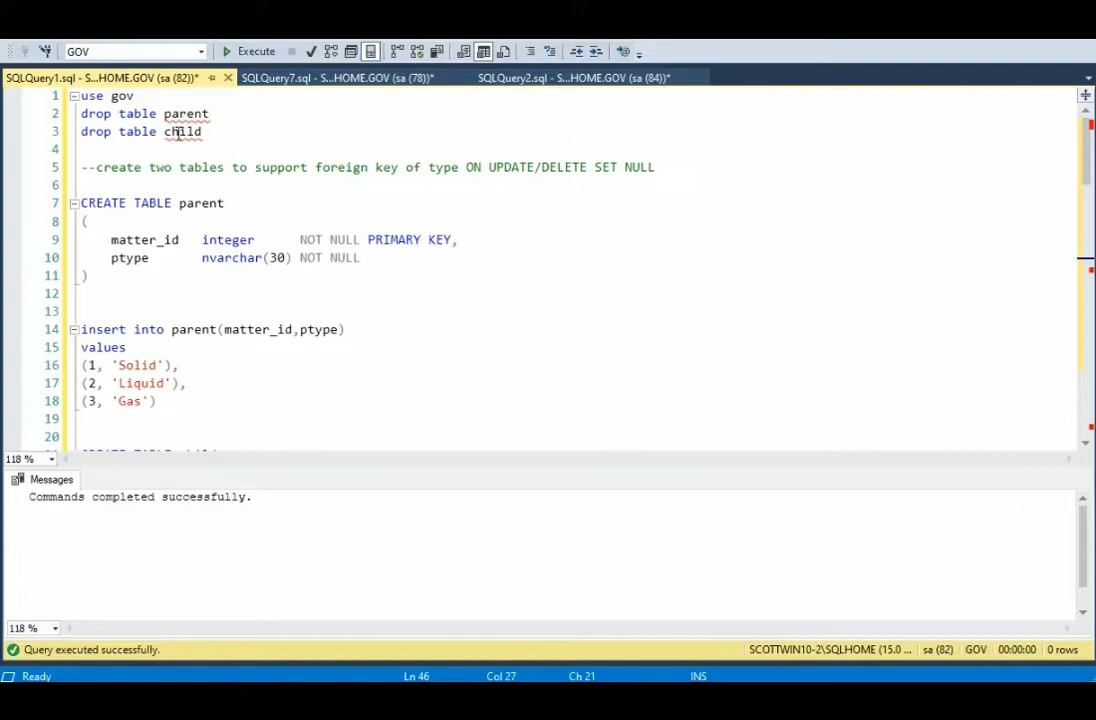 GOV
Execute
SQLQuery1.sql - S...HOME.GOV (sa (82))*
SQLQuery7.sql - S...HOME.GOV (sa (78))*
SQLQuery2.sql - S...HOME.GOV (sa (84))*
1 use gov
2 drop table parent
3 drop table child
4
5 --create two tables to support foreign key of type ON UPDATE/DELETE SET NULL
6
7 CREATE TABLE parent
8 (
9 matter_id integer NOT NULL PRIMARY KEY,
10 ptype nvarchar(30) NOT NULL
11 )
12
13
14 insert into parent(matter_id,ptype)
15 values
16 (1, 'Solid'),
17 (2, 'Liquid'),
18 (3, 'Gas')
19
20
118 %
Messages
Commands completed successfully.
118 %
Query executed successfully.
SCOTTWIN10-2\SQLHOME (15.0 ...
sa (82)
GOV
00:00:00
0 rows
Ready
Ln 46
Col 27
Ch 21
INS